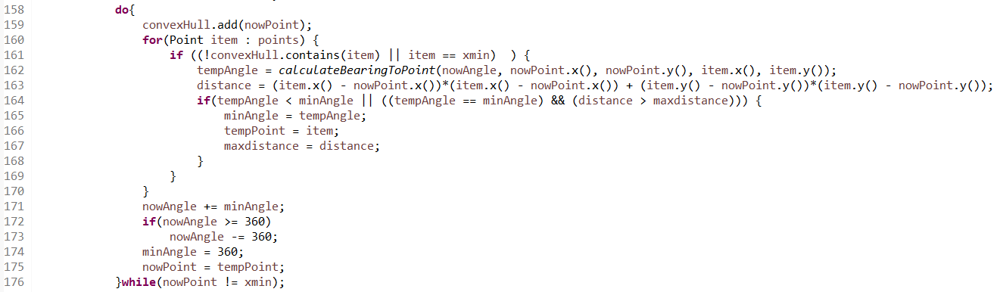 158 do{
159 convexHull.add(nowPoint);
160 for(Point item : points) {
161 if ((!convexHull.contains(item) || item == xmin)  ) {
162 tempAngle = calculateBearingToPoint(nowAngle, nowPoint.x(), nowPoint.y(), item.x(), item.y());
163 distance = (item.x() - nowPoint.x())*(item.x() - nowPoint.x()) + (item.y() - nowPoint.y())*(item.y() - nowPoint.y());
164 if(tempAngle < minAngle || ((tempAngle == minAngle) && (distance > maxdistance))) {
165 minAngle = tempAngle;
166 tempPoint = item;
167 maxdistance = distance;
168 }
169 }
170 }
171 nowAngle += minAngle;
172 if(nowAngle >= 360)
173 nowAngle -= 360;
174 minAngle = 360;
175 nowPoint = tempPoint;
176 }while(nowPoint != xmin);